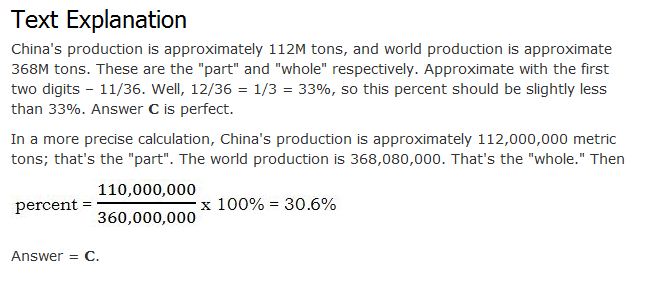 Text Explanation
China's production is approximately 112M tons, and world production is approximate
368M tons. These are the "part" and "whole" respectively. Approximate with the first
two digits – 11/36. Well, 12/36 = 1/3 = 33%, so this percent should be slightly less
than 33%. Answer C is perfect.
In a more precise calculation, China's production is approximately 112,000,000 metric
tons; that's the "part". The world production is 368,080,000. That's the "whole." Then
110,000,000
percent = x 100% = 30.6%
360,000,000
Answer = C.